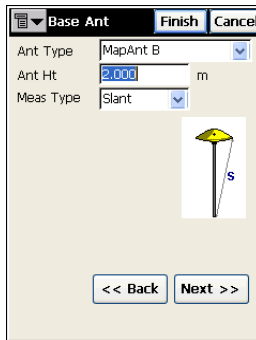 Base Ant Finish Cancel
Ant Type MapAnt B
Ant Ht 2.000 m
Meas Type Slant
S
<< Back Next >>